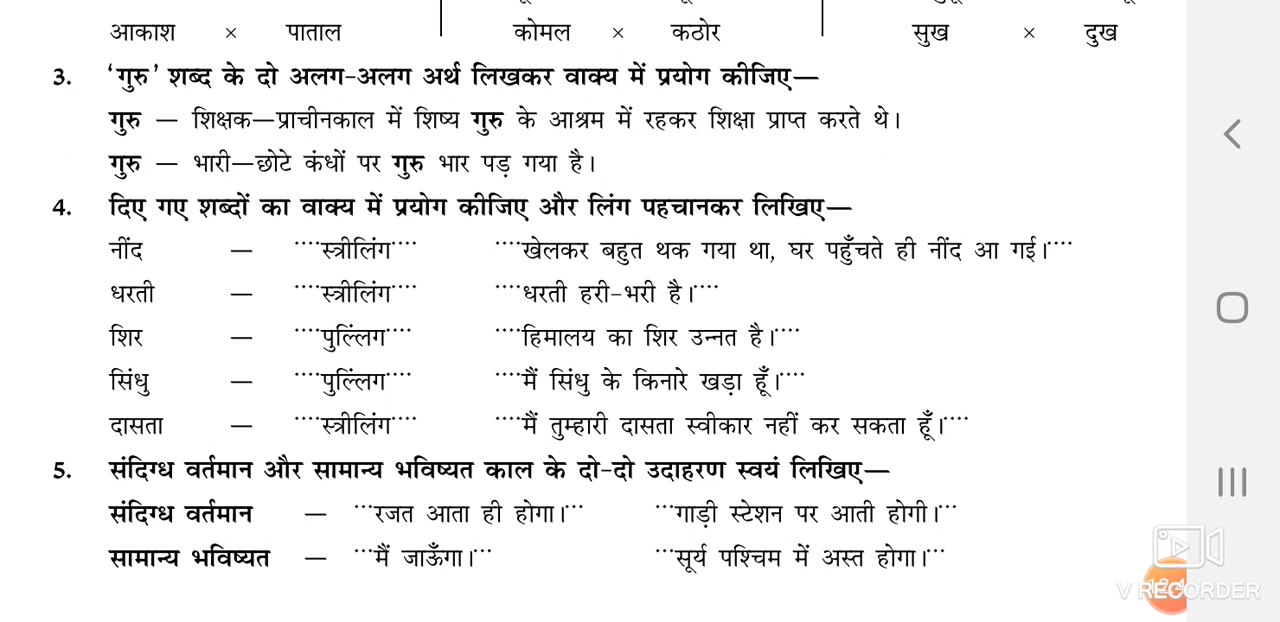 आकाश × पाताल कोमल × कठोर सुख × दुख
3. 'गुरु' शब्द के दो अलग-अलग अर्थ लिखकर वाक्य में प्रयोग कीजिए—
गुरु — शिक्षक—प्राचीनकाल में शिष्य गुरु के आश्रम में रहकर शिक्षा प्राप्त करते थे।
गुरु — भारी—छोटे कंधों पर गुरु भार पड़ गया है।
4. दिए गए शब्दों का वाक्य में प्रयोग कीजिए और लिंग पहचानकर लिखिए—
नींद — ····स्त्रीलिंग···· ····खेलकर बहुत थक गया था, घर पहुँचते ही नींद आ गई।····
धरती — ····स्त्रीलिंग···· ····धरती हरी-भरी है।····
शिर — ····पुल्लिंग···· ····हिमालय का शिर उन्नत है।····
सिंधु — ····पुल्लिंग···· ····मैं सिंधु के किनारे खड़ा हूँ।····
दासता — ····स्त्रीलिंग···· ····मैं तुम्हारी दासता स्वीकार नहीं कर सकता हूँ।····
5. संदिग्ध वर्तमान और सामान्य भविष्यत काल के दो-दो उदाहरण स्वयं लिखिए—
संदिग्ध वर्तमान — ···रजत आता ही होगा।··· ···गाड़ी स्टेशन पर आती होगी।···
सामान्य भविष्यत — ···मैं जाऊँगा।··· ···सूर्य पश्चिम में अस्त होगा।···
V RECORDER